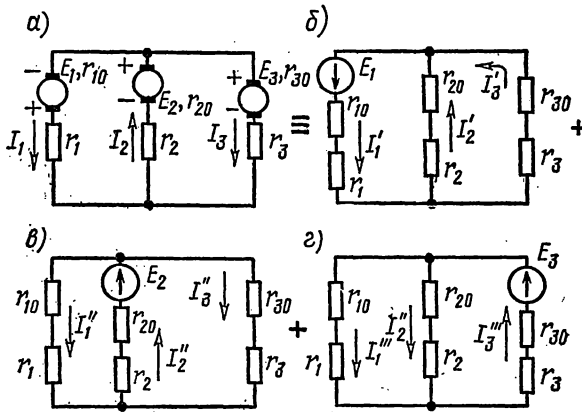 а) б)
− E₁, r₁₀ + E₂, r₂₀ − + E₃, r₃₀ −
+ I₁ r₁ I₂ r₂ I₃ r₃
≡
E₁ r₁₀ r₁ I₁′ r₂₀ r₂ I₂′ I₃′ r₃₀ r₃ +
в) г)
r₁₀ r₁ I₁″ E₂ r₂₀ r₂ I₂″ I₃″ r₃₀ r₃ +
r₁₀ r₁ I₁‴ r₂₀ r₂ I₂″ E₃ I₃‴ r₃₀ r₃